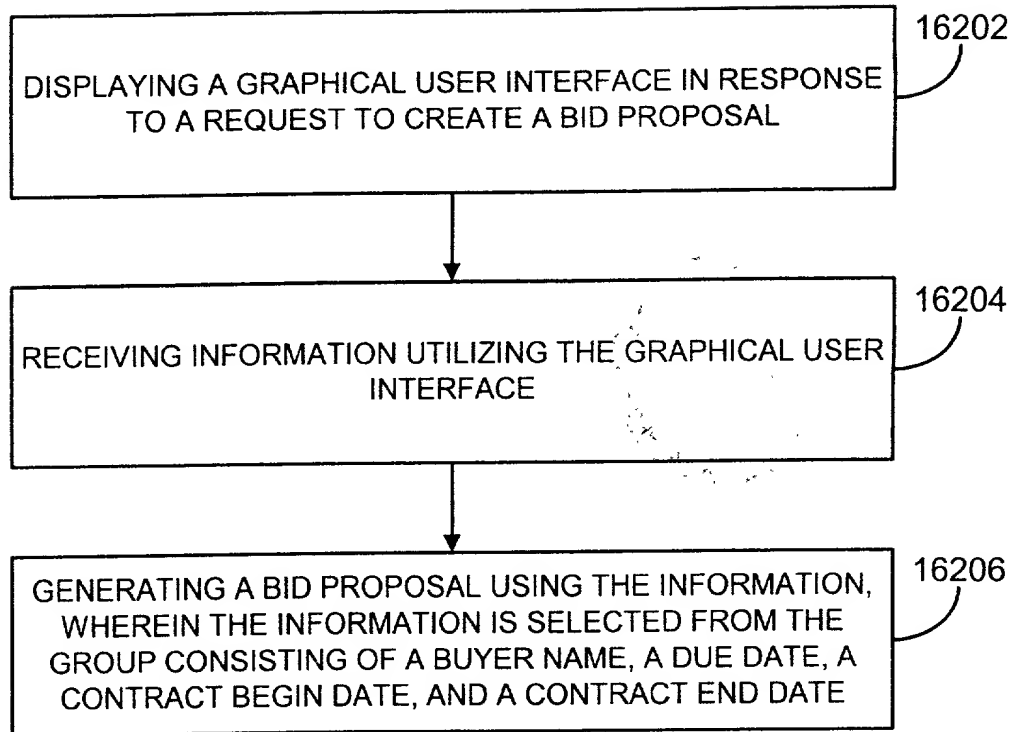 16202
DISPLAYING A GRAPHICAL USER INTERFACE IN RESPONSE
TO A REQUEST TO CREATE A BID PROPOSAL
16204
RECEIVING INFORMATION UTILIZING THE GRAPHICAL USER
INTERFACE
16206
GENERATING A BID PROPOSAL USING THE INFORMATION,
WHEREIN THE INFORMATION IS SELECTED FROM THE
GROUP CONSISTING OF A BUYER NAME, A DUE DATE, A
CONTRACT BEGIN DATE, AND A CONTRACT END DATE